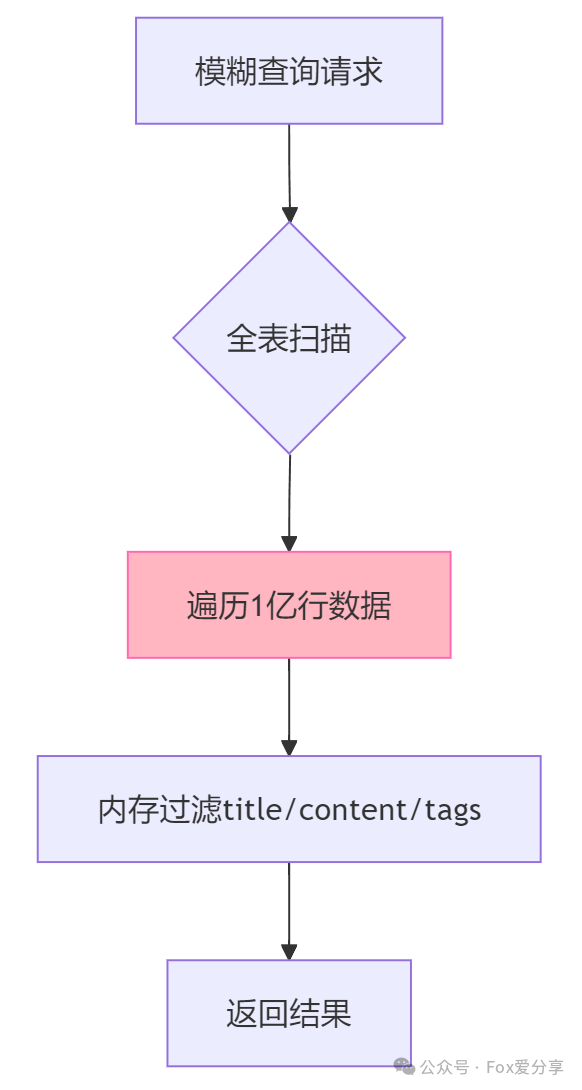 模糊查询请求
全表扫描
遍历1亿行数据
内存过滤title/content/tags
返回结果
公众号 · Fox爱分享